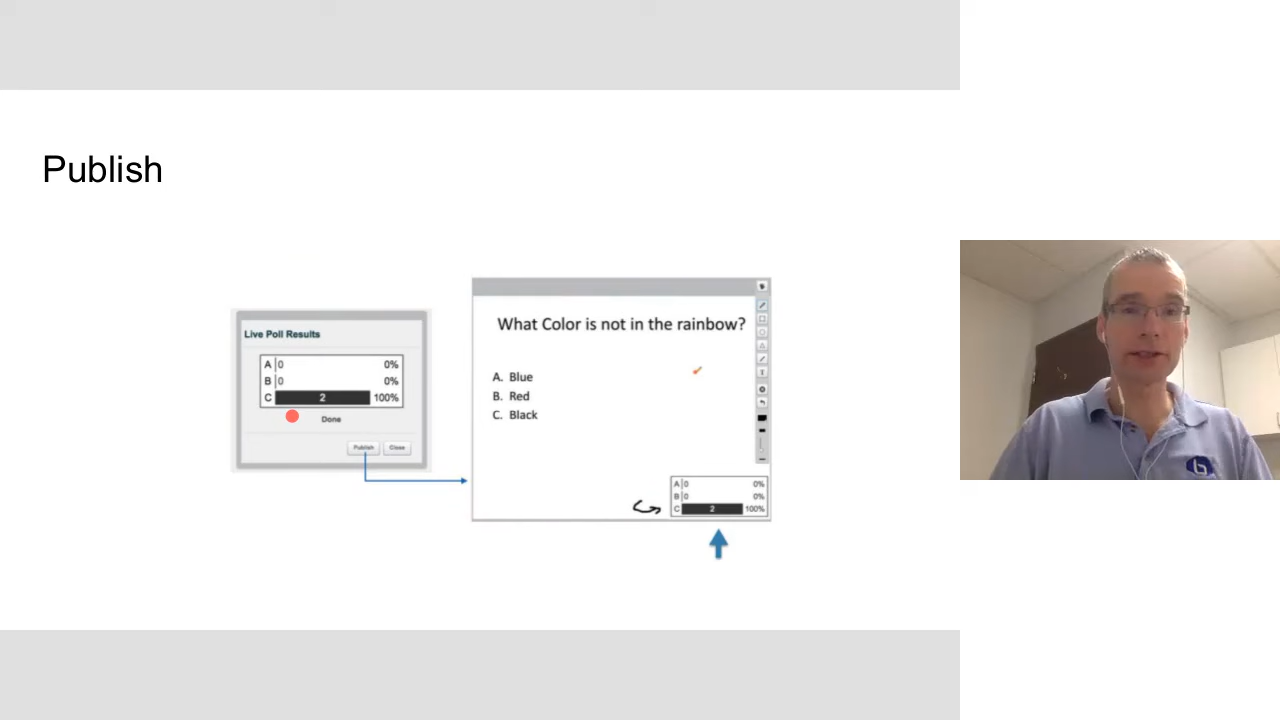 Publish
Live Poll Results
A 0 0%
B 0 0%
C 2 100%
Done
Publish Close
What Color is not in the rainbow?
A. Blue
B. Red
C. Black
A 0 0%
B 0 0%
C 2 100%
T
b